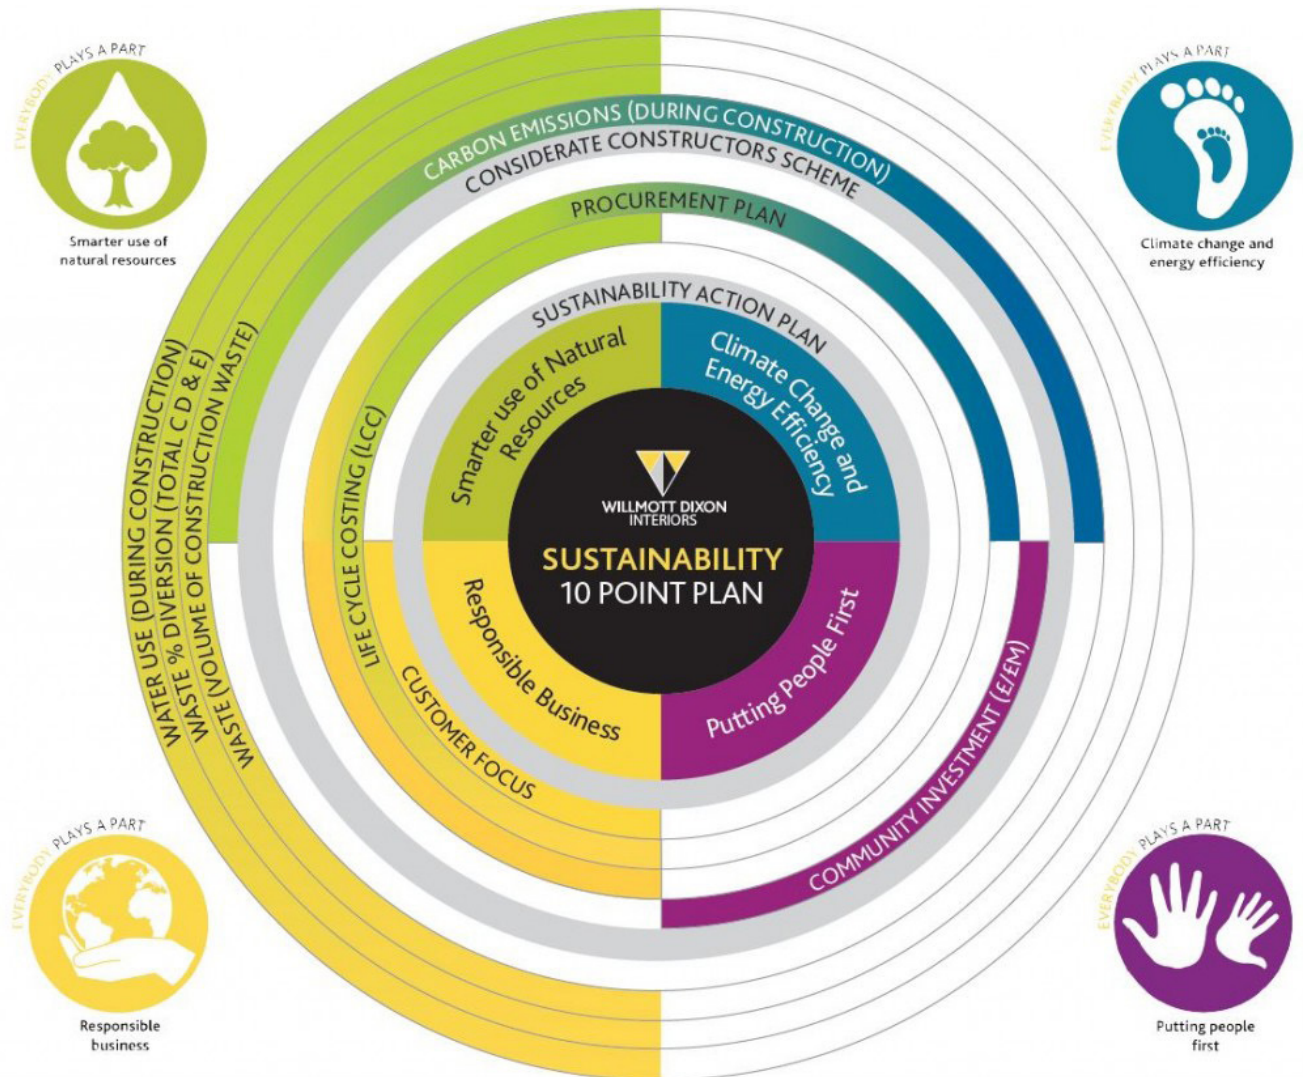 EVERYBODY PLAYS A PART
Smarter use of
natural resources
EVERYBODY PLAYS A PART
Climate change and
energy efficiency
CARBON EMISSIONS (DURING CONSTRUCTION)
CONSIDERATE CONSTRUCTORS SCHEME
PROCUREMENT PLAN
SUSTAINABILITY ACTION PLAN
Smarter use of Natural
Resources
Climate Change and
Energy Efficiency
WATER USE (DURING CONSTRUCTION)
WASTE % DIVERSION (TOTAL C D & E)
WASTE (VOLUME OF CONSTRUCTION WASTE)
LIFE CYCLE COSTING (LCC)
WILLMOTT DIXON
INTERIORS
SUSTAINABILITY
10 POINT PLAN
Responsible Business
Putting People First
CUSTOMER FOCUS
COMMUNITY INVESTMENT (£/£M)
EVERYBODY PLAYS A PART
Responsible
business
EVERYBODY PLAYS A PART
Putting people
first